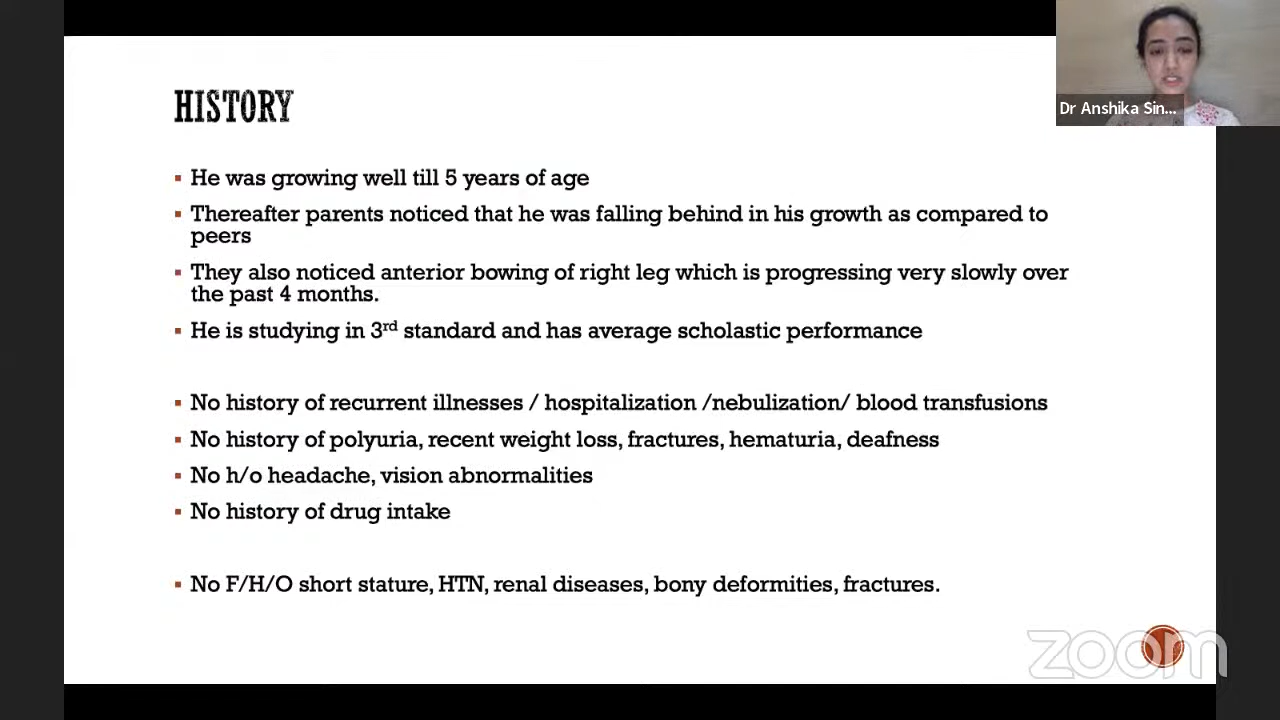 HISTORY
Dr Anshika Sin...
▪ He was growing well till 5 years of age
▪ Thereafter parents noticed that he was falling behind in his growth as compared to
peers
▪ They also noticed anterior bowing of right leg which is progressing very slowly over
the past 4 months.
▪ He is studying in 3rd standard and has average scholastic performance
▪ No history of recurrent illnesses / hospitalization /nebulization/ blood transfusions
▪ No history of polyuria, recent weight loss, fractures, hematuria, deafness
▪ No h/o headache, vision abnormalities
▪ No history of drug intake
▪ No F/H/O short stature, HTN, renal diseases, bony deformities, fractures.
zoom